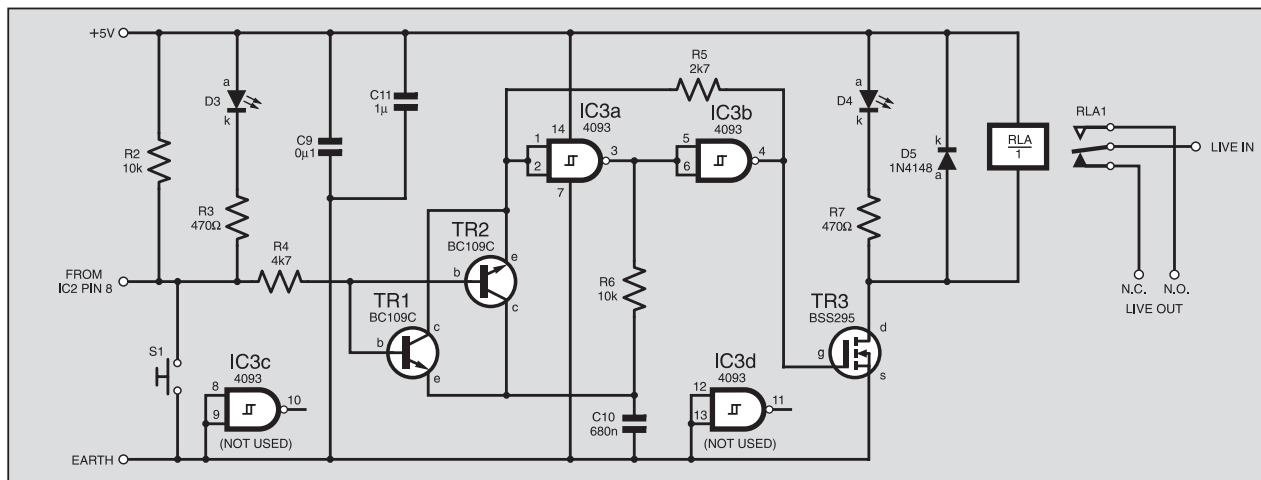 +5V
R2
10k
a
D3
k
R3
470Ω
C9
0µ1
C11
1µ
R4
4k7
FROM
IC2 PIN 8
S1
IC3c
4093
8
9
10
(NOT USED)
EARTH
TR1
BC109C
b
c
e
TR2
BC109C
b
e
c
IC3a
4093
14
1
2
3
7
R5
2k7
IC3b
4093
5
6
4
R6
10k
C10
680n
IC3d
4093
12
13
11
(NOT USED)
a
D4
k
R7
470Ω
k
D5
1N4148
a
TR3
BSS295
d
g
s
RLA
1
RLA1
LIVE IN
N.C.
N.O.
LIVE OUT